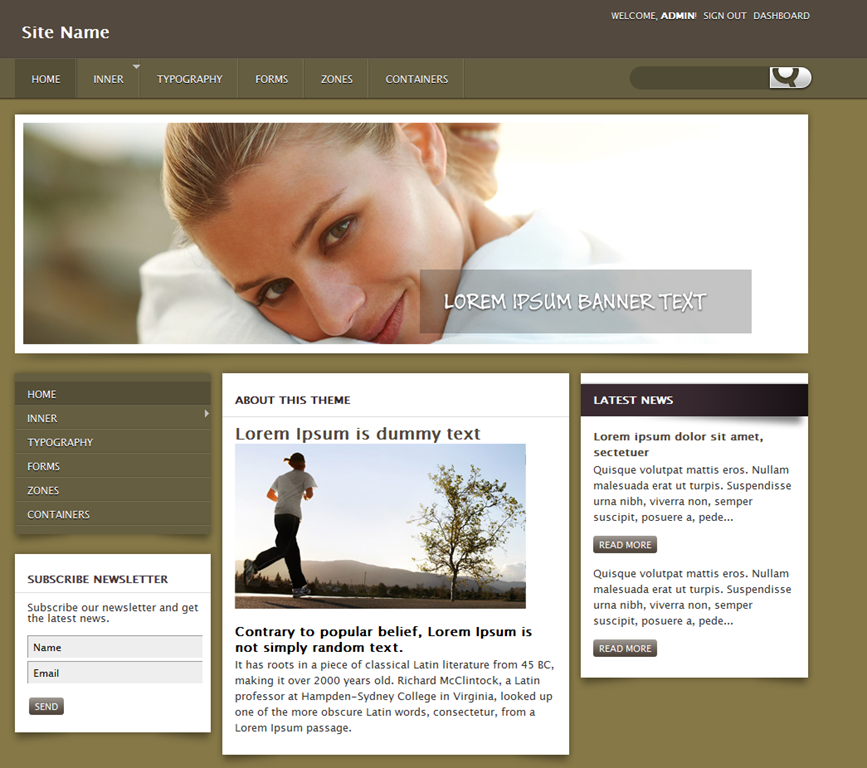 WELCOME, ADMIN! SIGN OUT DASHBOARD
Site Name
HOME INNER TYPOGRAPHY FORMS ZONES CONTAINERS
LOREM IPSUM BANNER TEXT
HOME
INNER
TYPOGRAPHY
FORMS
ZONES
CONTAINERS
SUBSCRIBE NEWSLETTER
Subscribe our newsletter and get
the latest news.
Name
Email
SEND
ABOUT THIS THEME
Lorem Ipsum is dummy text
Contrary to popular belief, Lorem Ipsum is
not simply random text.
It has roots in a piece of classical Latin literature from 45 BC,
making it over 2000 years old. Richard McClintock, a Latin
professor at Hampden-Sydney College in Virginia, looked up
one of the more obscure Latin words, consectetur, from a
Lorem Ipsum passage.
LATEST NEWS
Lorem ipsum dolor sit amet,
sectetuer
Quisque volutpat mattis eros. Nullam
malesuada erat ut turpis. Suspendisse
urna nibh, viverra non, semper
suscipit, posuere a, pede...
READ MORE
Quisque volutpat mattis eros. Nullam
malesuada erat ut turpis. Suspendisse
urna nibh, viverra non, semper
suscipit, posuere a, pede...
READ MORE